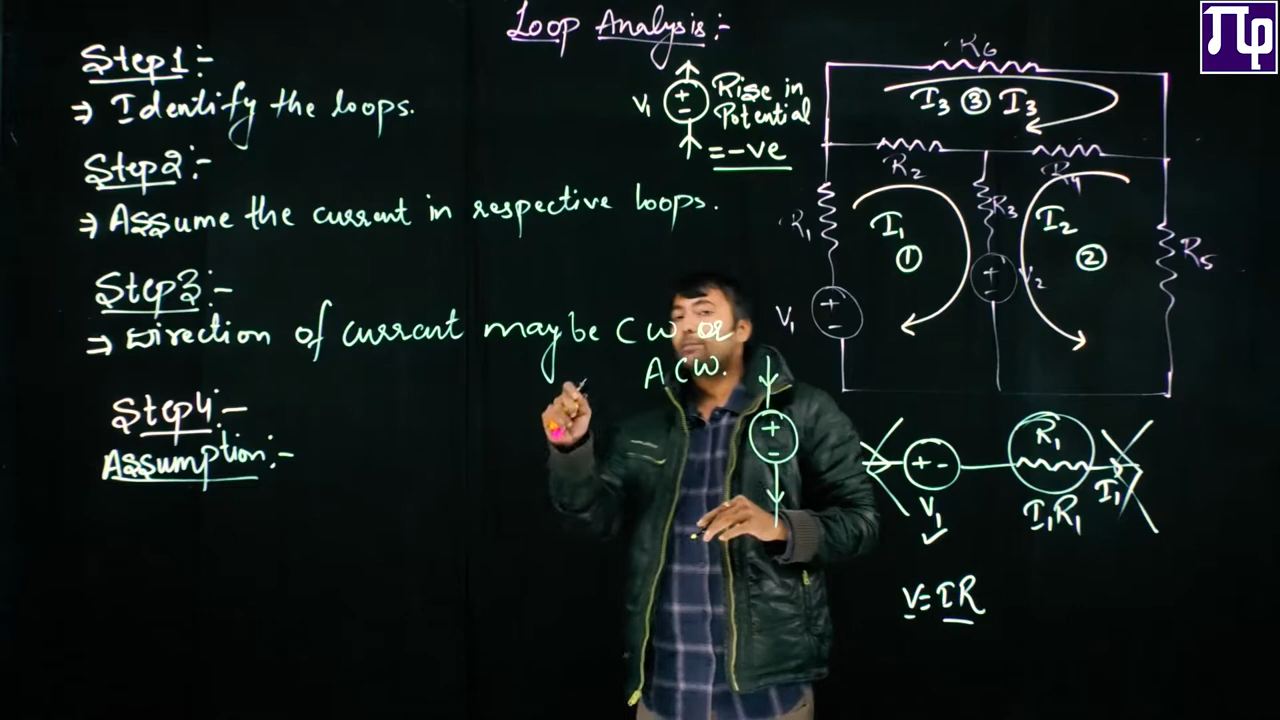 Loop Analysis:-
Step1:-
⇒ Identify the loops.
Step2:-
⇒ Assume the current in respective loops.
Step3:-
⇒ Direction of current may be CW or
ACW.
Step4:-
Assumption:-
V1
+
-
Rise in
Potential
= -ve
R6
I3 ③ I3
R2
R4
R1
I1
①
R3
I2
②
R5
V1
+
-
+
-
V2
+
-
+ -
V1
R1
I1
I1R1
V = IR
Πφ